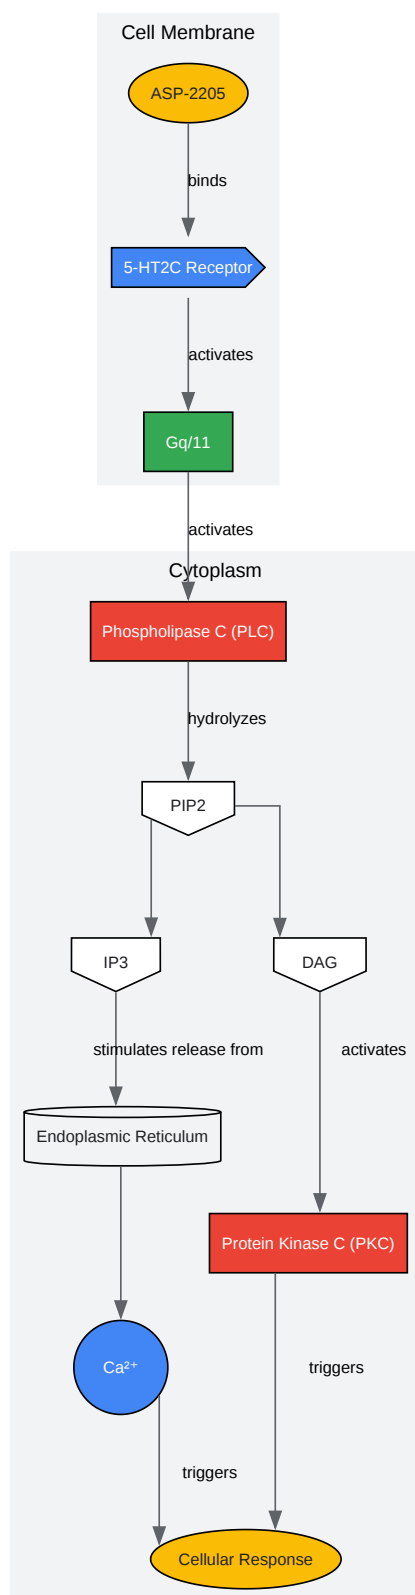 Cell Membrane
ASP-2205
binds
5-HT2C Receptor
activates
Gq/11
activates
Cytoplasm
Phospholipase C (PLC)
hydrolyzes
PIP2
IP3
DAG
stimulates release from
activates
Endoplasmic Reticulum
Protein Kinase C (PKC)
Ca²⁺
triggers
triggers
Cellular Response